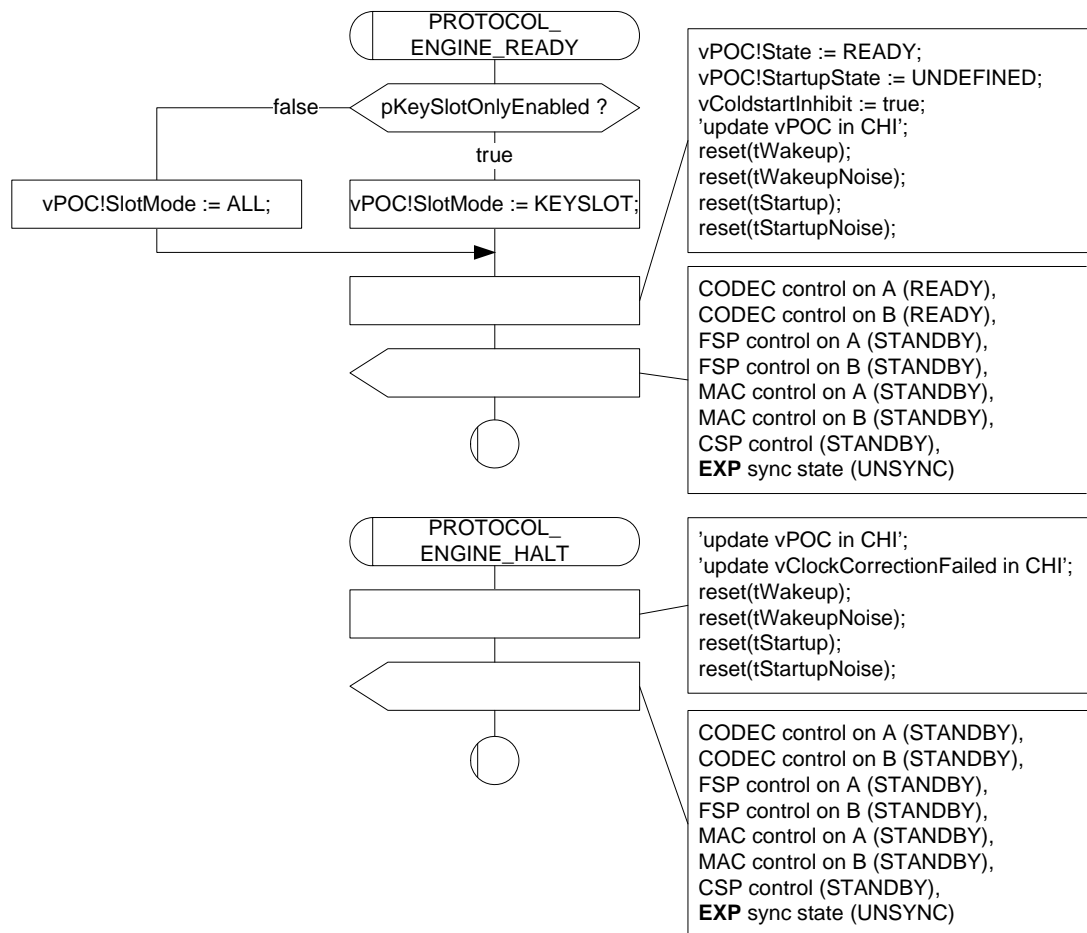 PROTOCOL_
ENGINE_READY
pKeySlotOnlyEnabled ?
false
true
vPOC!SlotMode := ALL;
vPOC!SlotMode := KEYSLOT;
vPOC!State := READY;
vPOC!StartupState := UNDEFINED;
vColdstartInhibit := true;
'update vPOC in CHI';
reset(tWakeup);
reset(tWakeupNoise);
reset(tStartup);
reset(tStartupNoise);
CODEC control on A (READY),
CODEC control on B (READY),
FSP control on A (STANDBY),
FSP control on B (STANDBY),
MAC control on A (STANDBY),
MAC control on B (STANDBY),
CSP control (STANDBY),
EXP sync state (UNSYNC)
PROTOCOL_
ENGINE_HALT
'update vPOC in CHI';
'update vClockCorrectionFailed in CHI';
reset(tWakeup);
reset(tWakeupNoise);
reset(tStartup);
reset(tStartupNoise);
CODEC control on A (STANDBY),
CODEC control on B (STANDBY),
FSP control on A (STANDBY),
FSP control on B (STANDBY),
MAC control on A (STANDBY),
MAC control on B (STANDBY),
CSP control (STANDBY),
EXP sync state (UNSYNC)